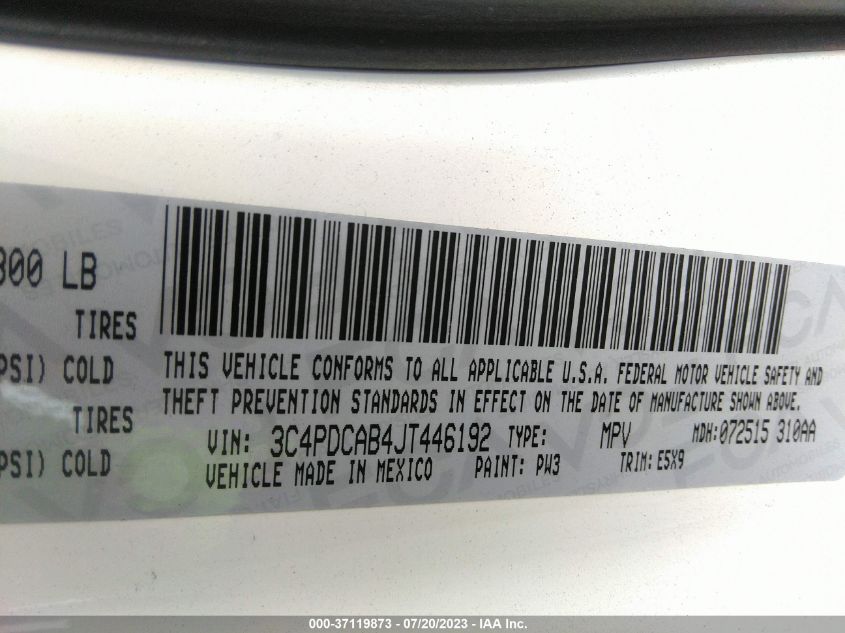 300 LB
TIRES
PSI) COLD
TIRES
PSI) COLD
THIS VEHICLE CONFORMS TO ALL APPLICABLE U.S.A. FEDERAL MOTOR VEHICLE SAFETY AND
THEFT PREVENTION STANDARDS IN EFFECT ON THE DATE OF MANUFACTURE SHOWN ABOVE.
VIN: 3C4PDCAB4JT446192 TYPE: MPV MDH: 072515 310AA
VEHICLE MADE IN MEXICO PAINT: PW3 TRIM: E5X9
000-37119873 / 07/20/2023 - IAA Inc.